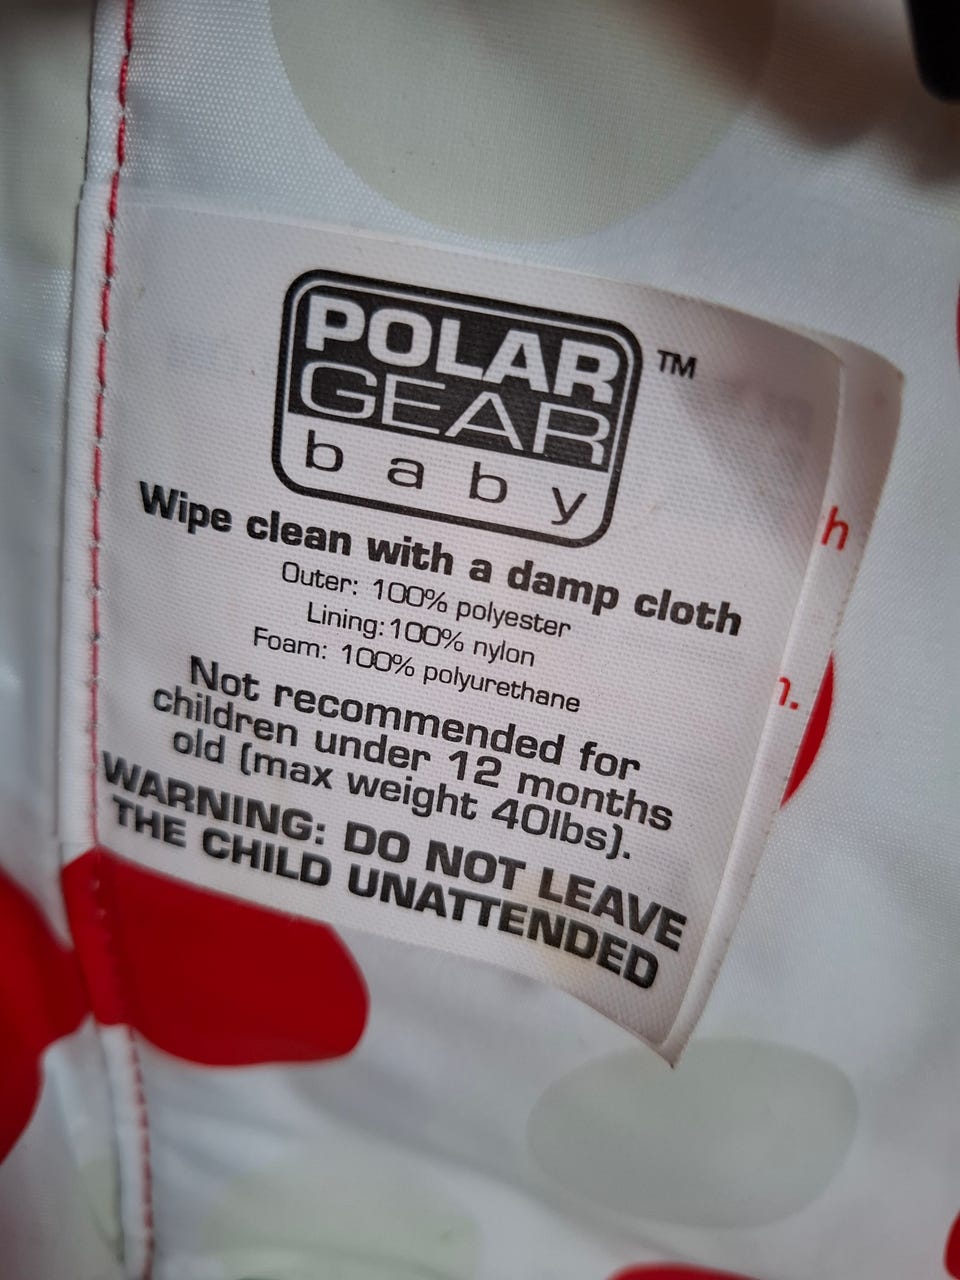 POLAR
GEAR
baby
TM
Wipe clean with a damp cloth
Outer: 100% polyester
Lining:100% nylon
Foam: 100% polyurethane
Not recommended for
children under 12 months
old (max weight 40lbs).
WARNING: DO NOT LEAVE
THE CHILD UNATTENDED
h